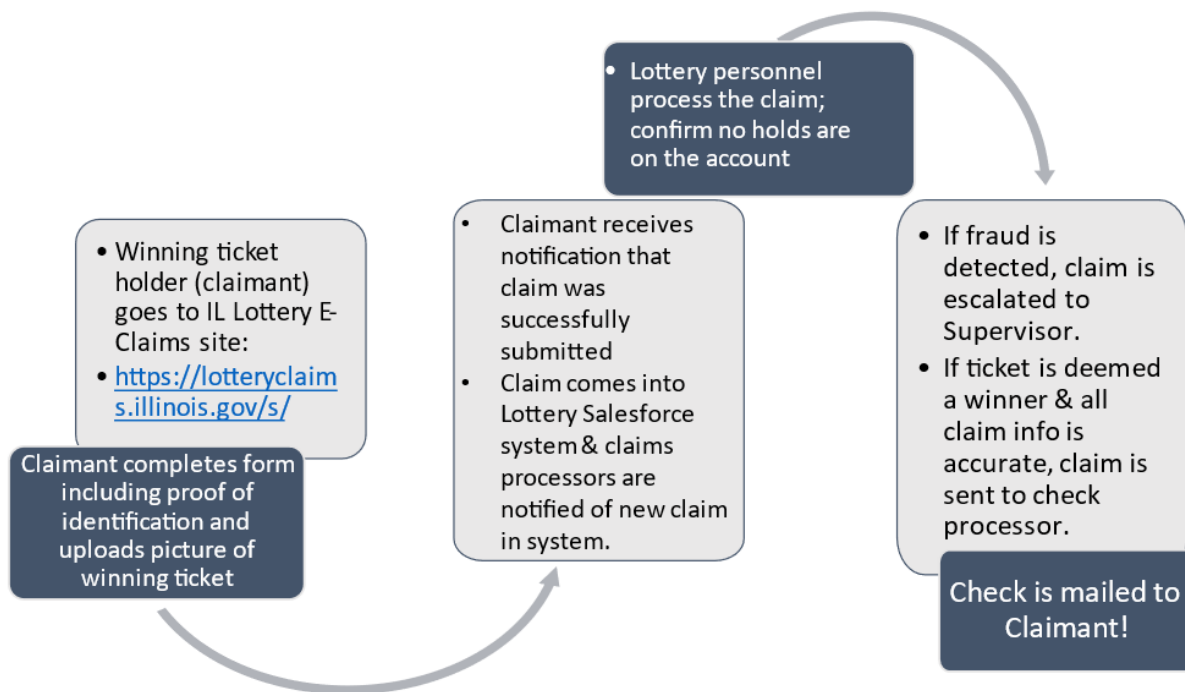 • Winning ticket
holder (claimant)
goes to IL Lottery E-
Claims site:
• https://lotteryclaim
s.illinois.gov/s/
Claimant completes form
including proof of
identification and
uploads picture of
winning ticket
• Claimant receives
notification that
claim was
successfully
submitted
• Claim comes into
Lottery Salesforce
system & claims
processors are
notified of new claim
in system.
• Lottery personnel
process the claim;
confirm no holds are
on the account
• If fraud is
detected, claim is
escalated to
Supervisor.
• If ticket is deemed
a winner & all
claim info is
accurate, claim is
sent to check
processor.
Check is mailed to
Claimant!